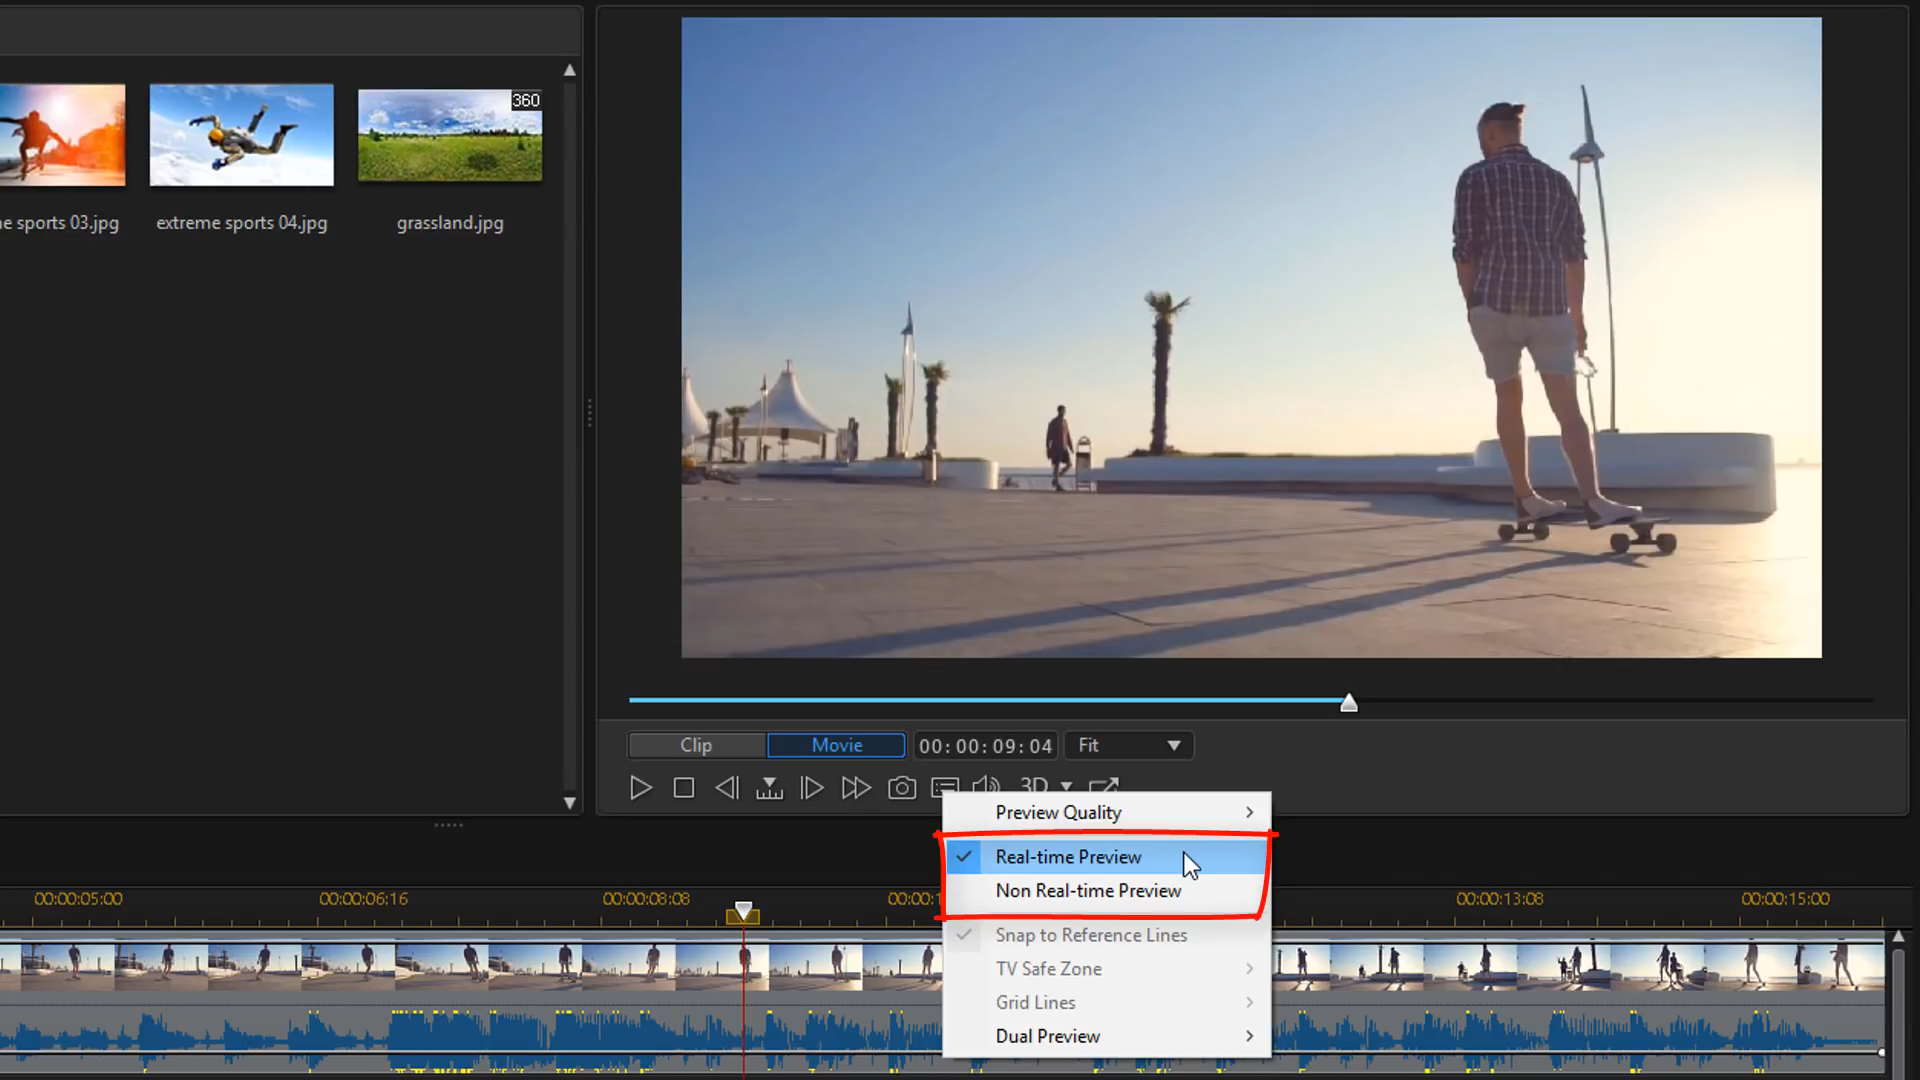 360
e sports 03.jpg
extreme sports 04.jpg
grassland.jpg
Clip
Movie
00:00:09:04
Fit
3D
Preview Quality
Real-time Preview
Non Real-time Preview
Snap to Reference Lines
TV Safe Zone
Grid Lines
Dual Preview
00:00:05:00
00:00:06:16
00:00:08:08
00:00:1
00:00:13:08
00:00:15:00